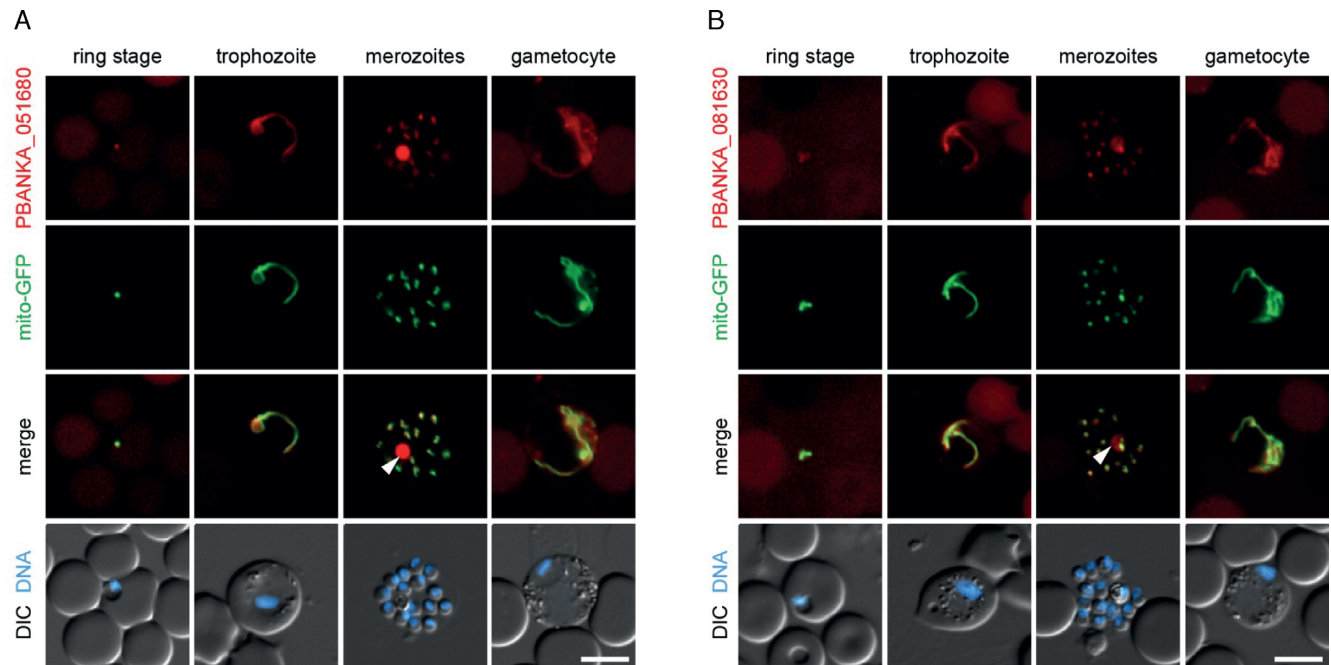 A
ring stage trophozoite merozoites gametocyte
PBANKA_051680
mito-GFP
merge
DIC DNA
B
ring stage trophozoite merozoites gametocyte
PBANKA_081630
mito-GFP
merge
DIC DNA